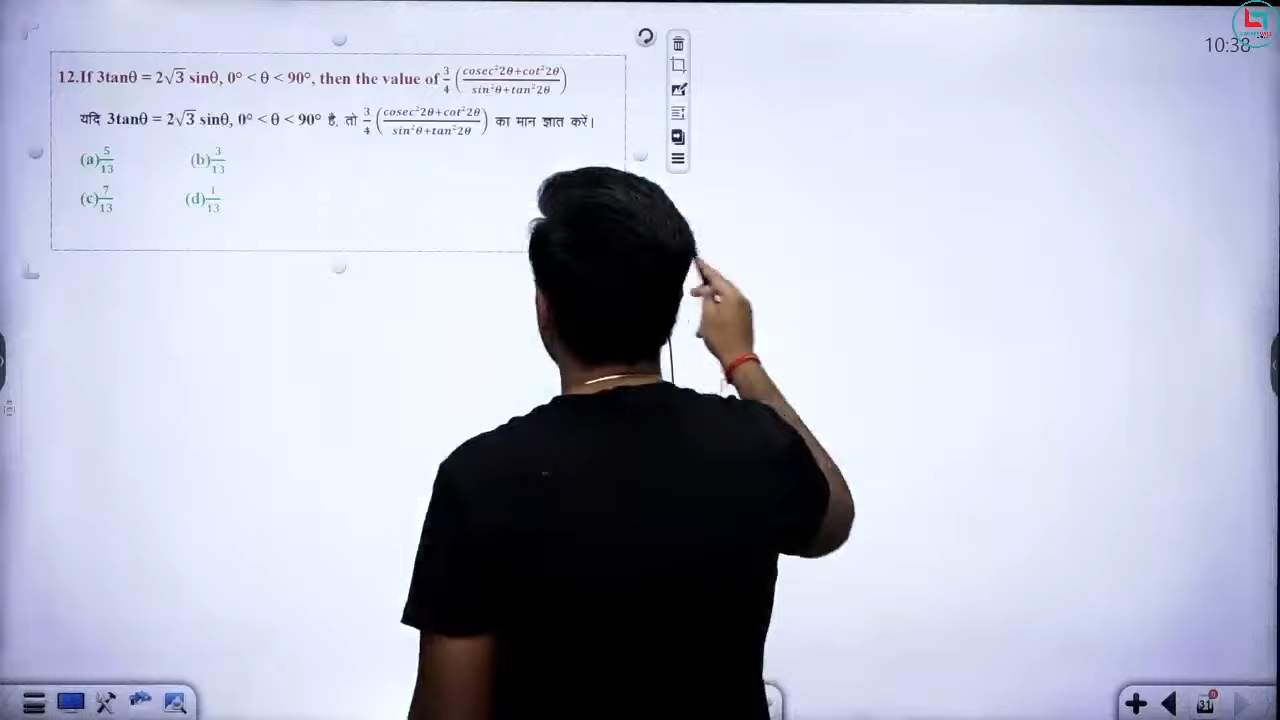 10:38
12.If 3tanθ = 2√3 sinθ, 0° < θ < 90°, then the value of 3/4 ((cosec²2θ+cot²2θ)/(sin²θ+tan²2θ))
यदि 3tanθ = 2√3 sinθ, 0° < θ < 90° है, तो 3/4 ((cosec²2θ+cot²2θ)/(sin²θ+tan²2θ)) का मान ज्ञात करें।
(a)5/13 (b)3/13
(c)7/13 (d)1/13
31